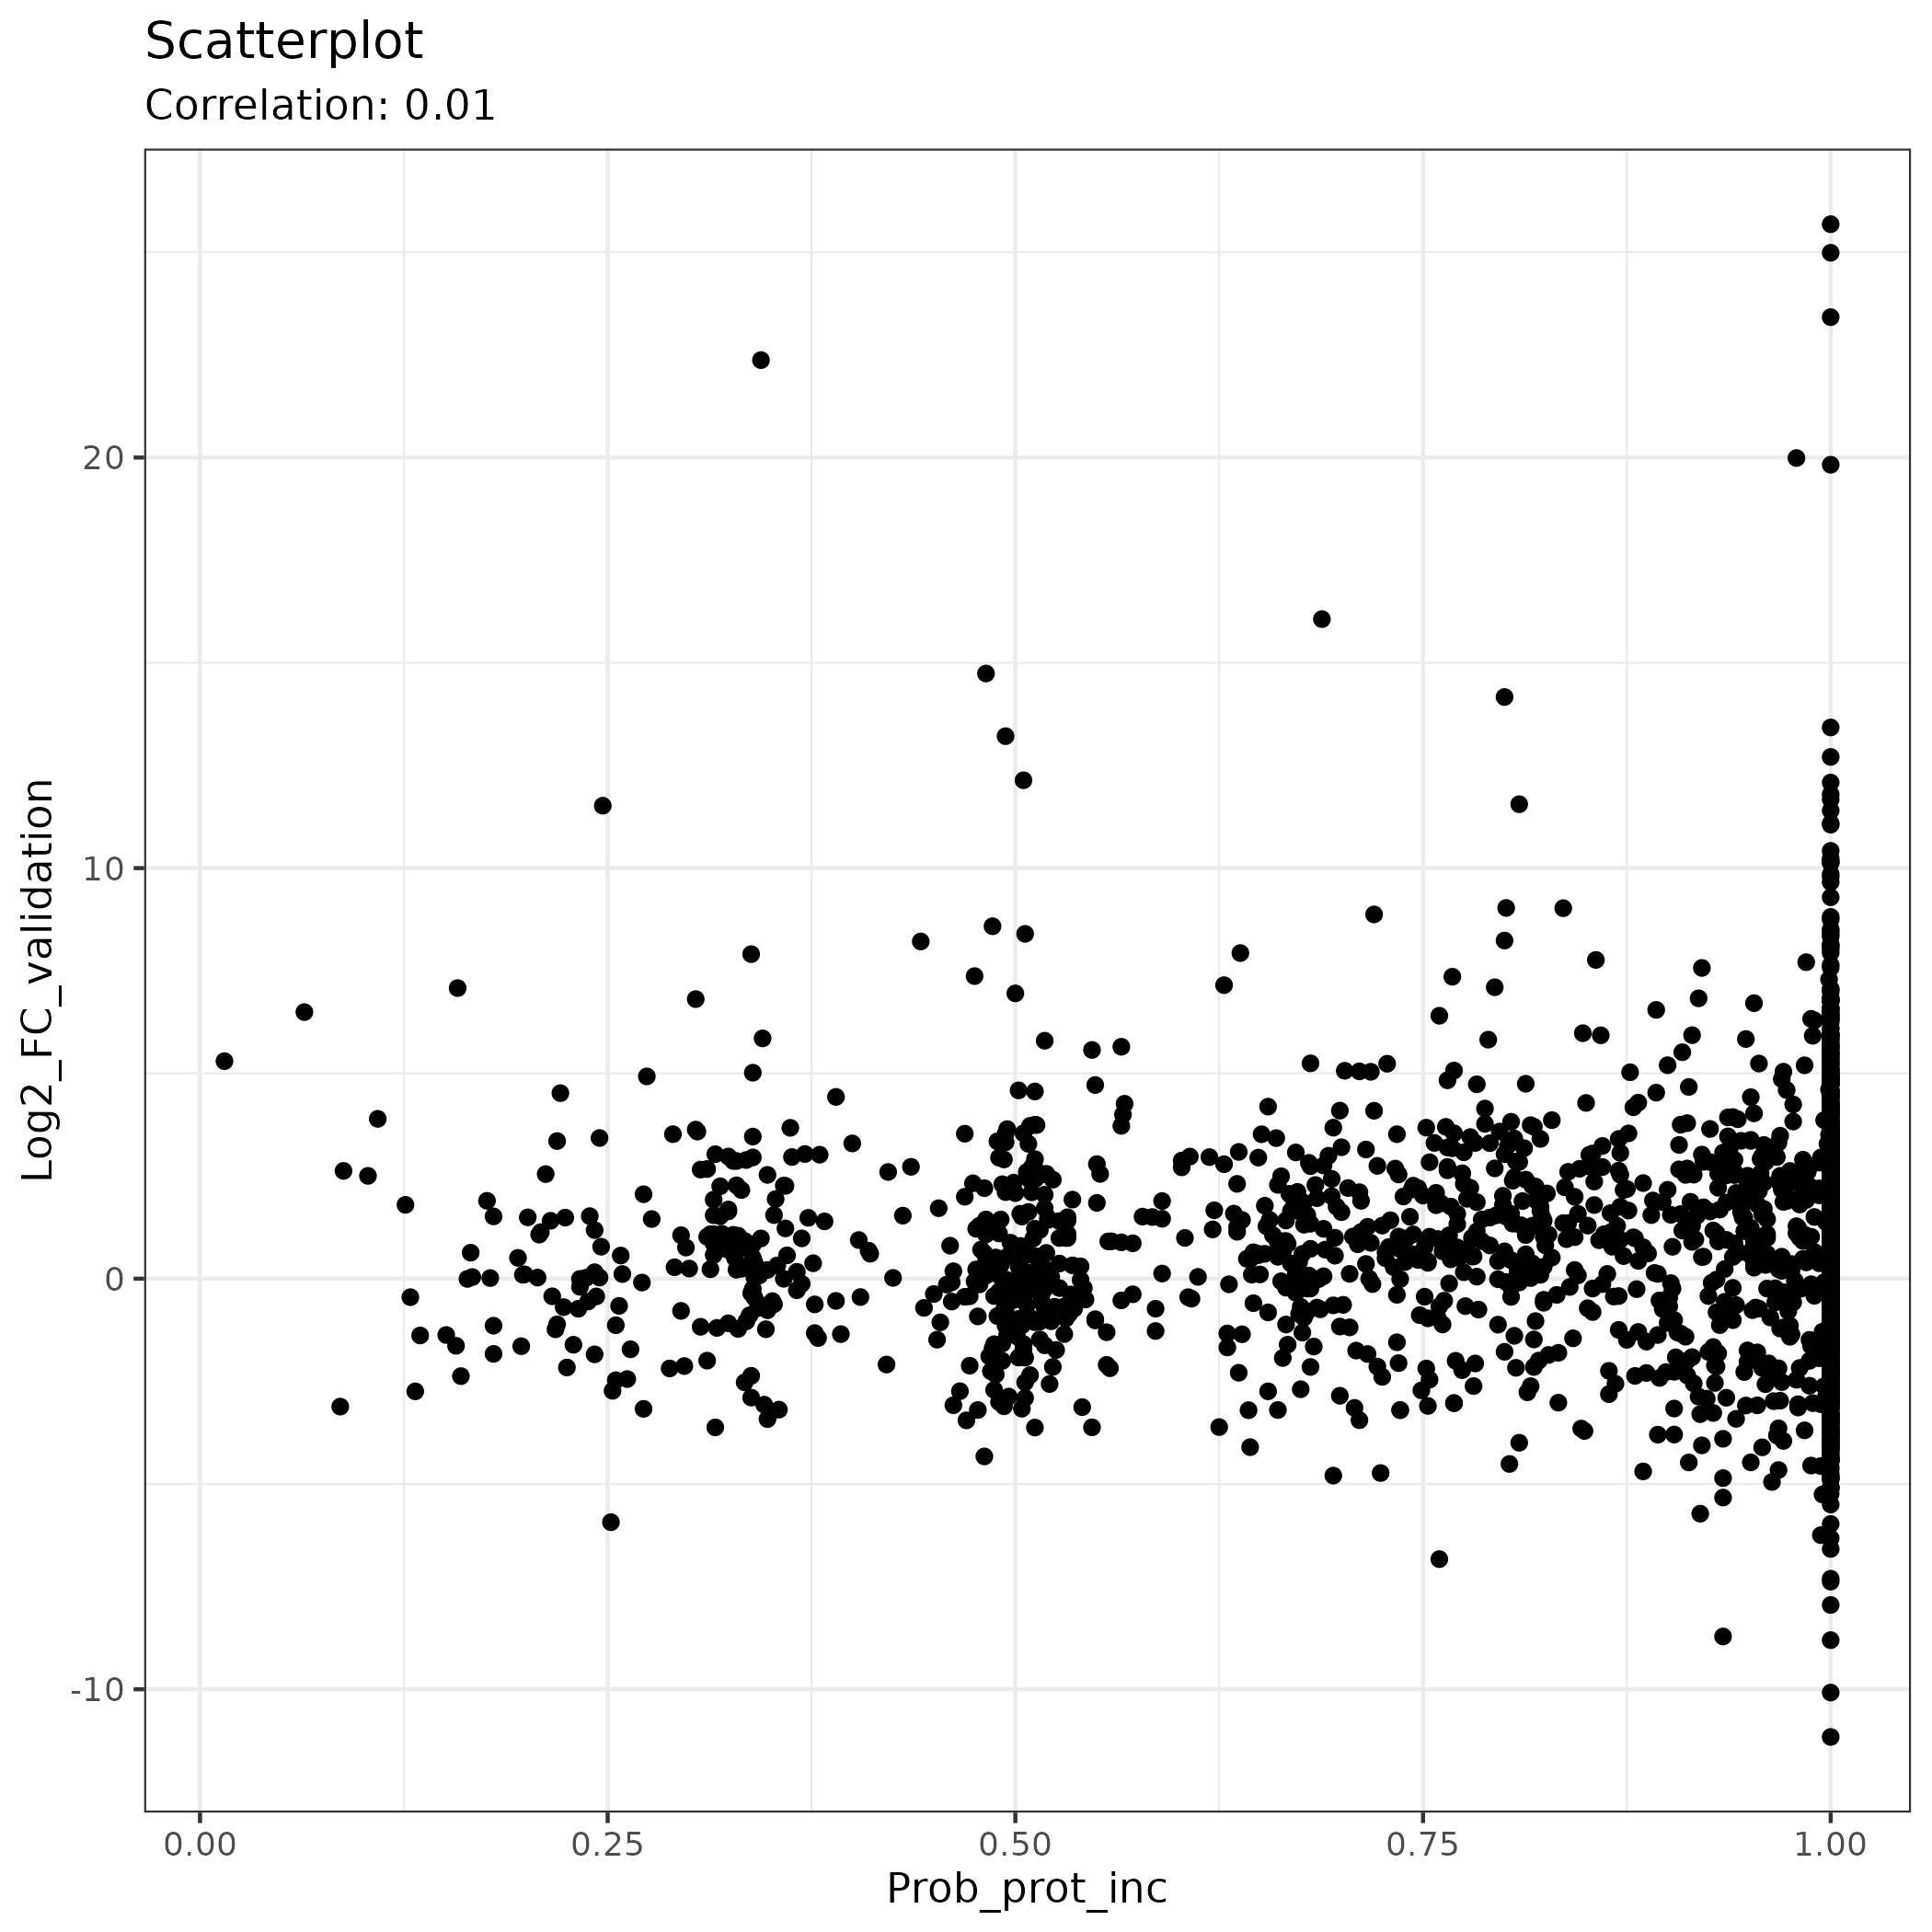 Scatterplot
Correlation: 0.01
Log2_FC_validation
20
10
0
-10
0.00 0.25 0.50 0.75 1.00
Prob_prot_inc